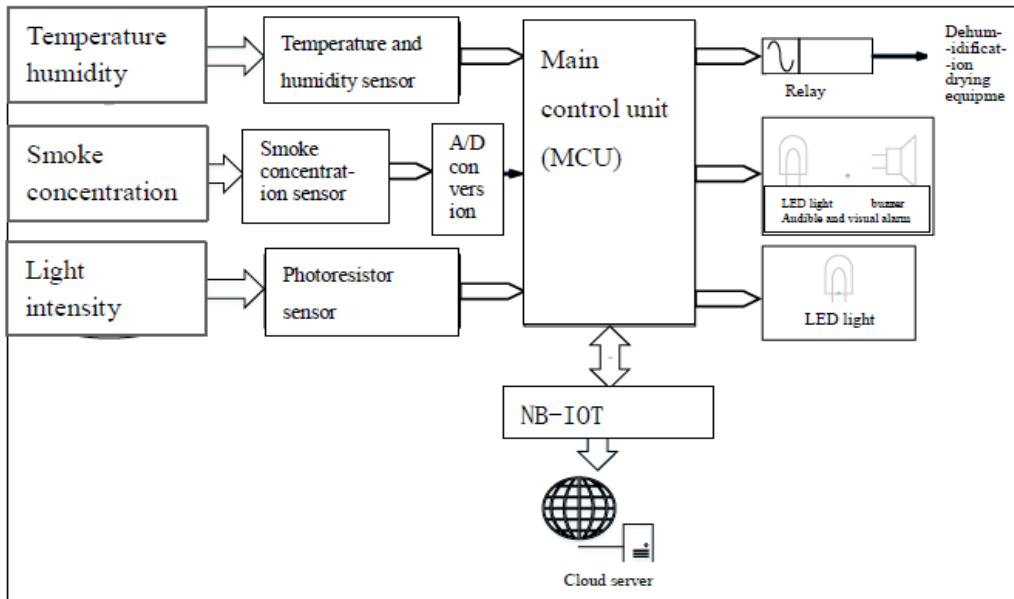 Temperature
humidity
Temperature and
humidity sensor
Main
control unit
(MCU)
Relay
Dehum-
-idificat-
-ion
drying
equipme
Smoke
concentration
Smoke
concentrat-
ion sensor
A/D
con
vers
ion
LED light buzzer
Audible and visual alarm
Light
intensity
Photoresistor
sensor
LED light
NB-IOT
Cloud server